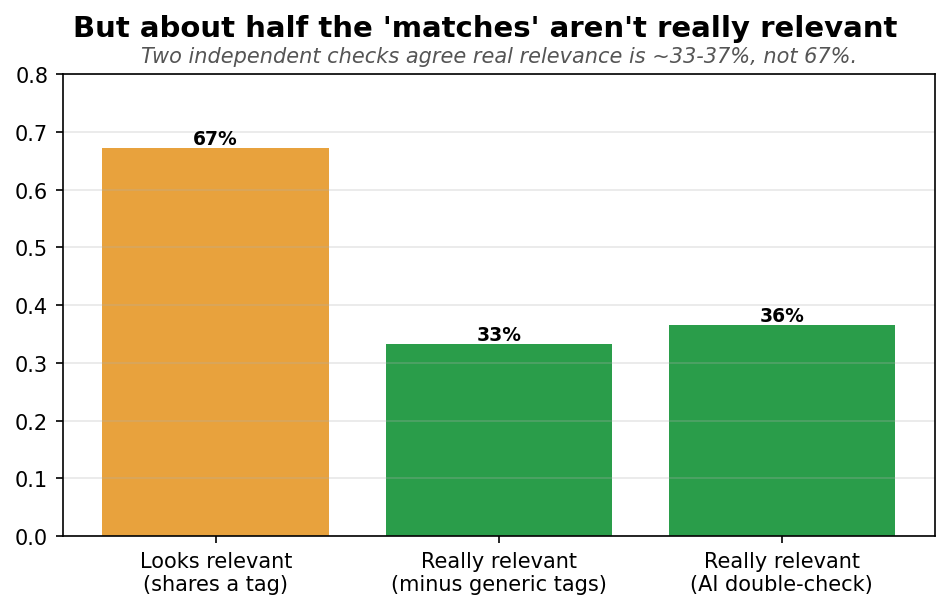 But about half the 'matches' aren't really relevant
Two independent checks agree real relevance is ~33-37%, not 67%.
0.8
0.7
0.6
0.5
0.4
0.3
0.2
0.1
0.0
67%
33%
36%
Looks relevant
(shares a tag)
Really relevant
(minus generic tags)
Really relevant
(AI double-check)